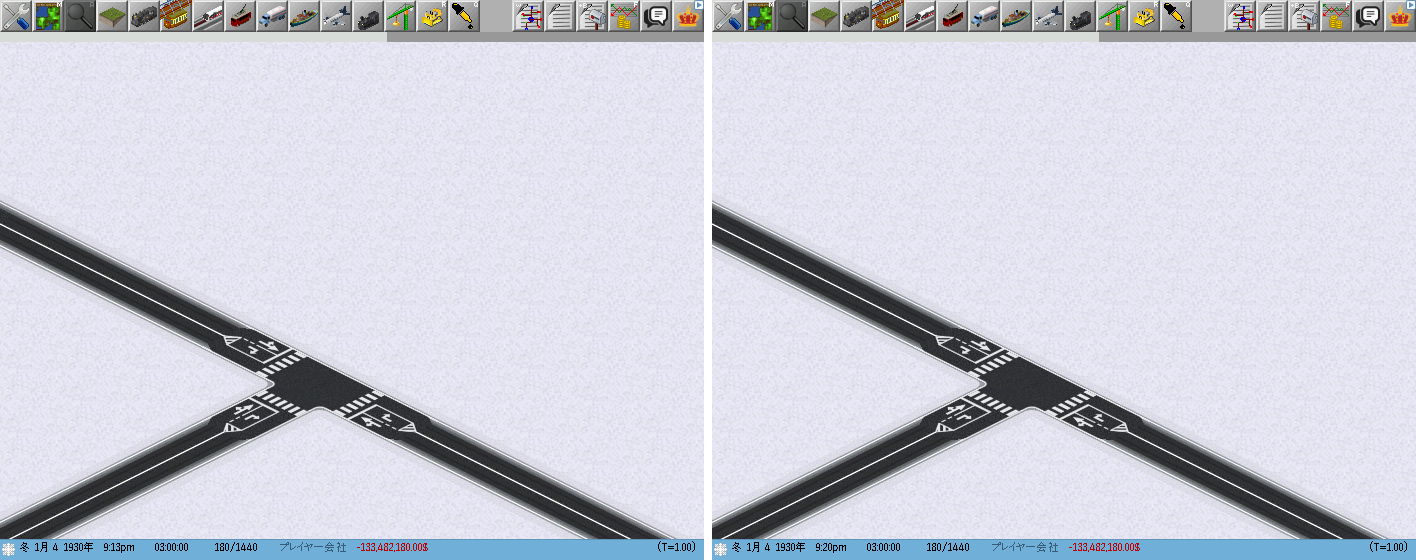 冬 1月 4 1930年 9:13pm 03:00:00 180/1440 プレイヤー会社 -133,482,180.00$ (T=1.00)
冬 1月 4 1930年 9:20pm 03:00:00 180/1440 プレイヤー会社 -133,482,180.00$ (T=1.00)